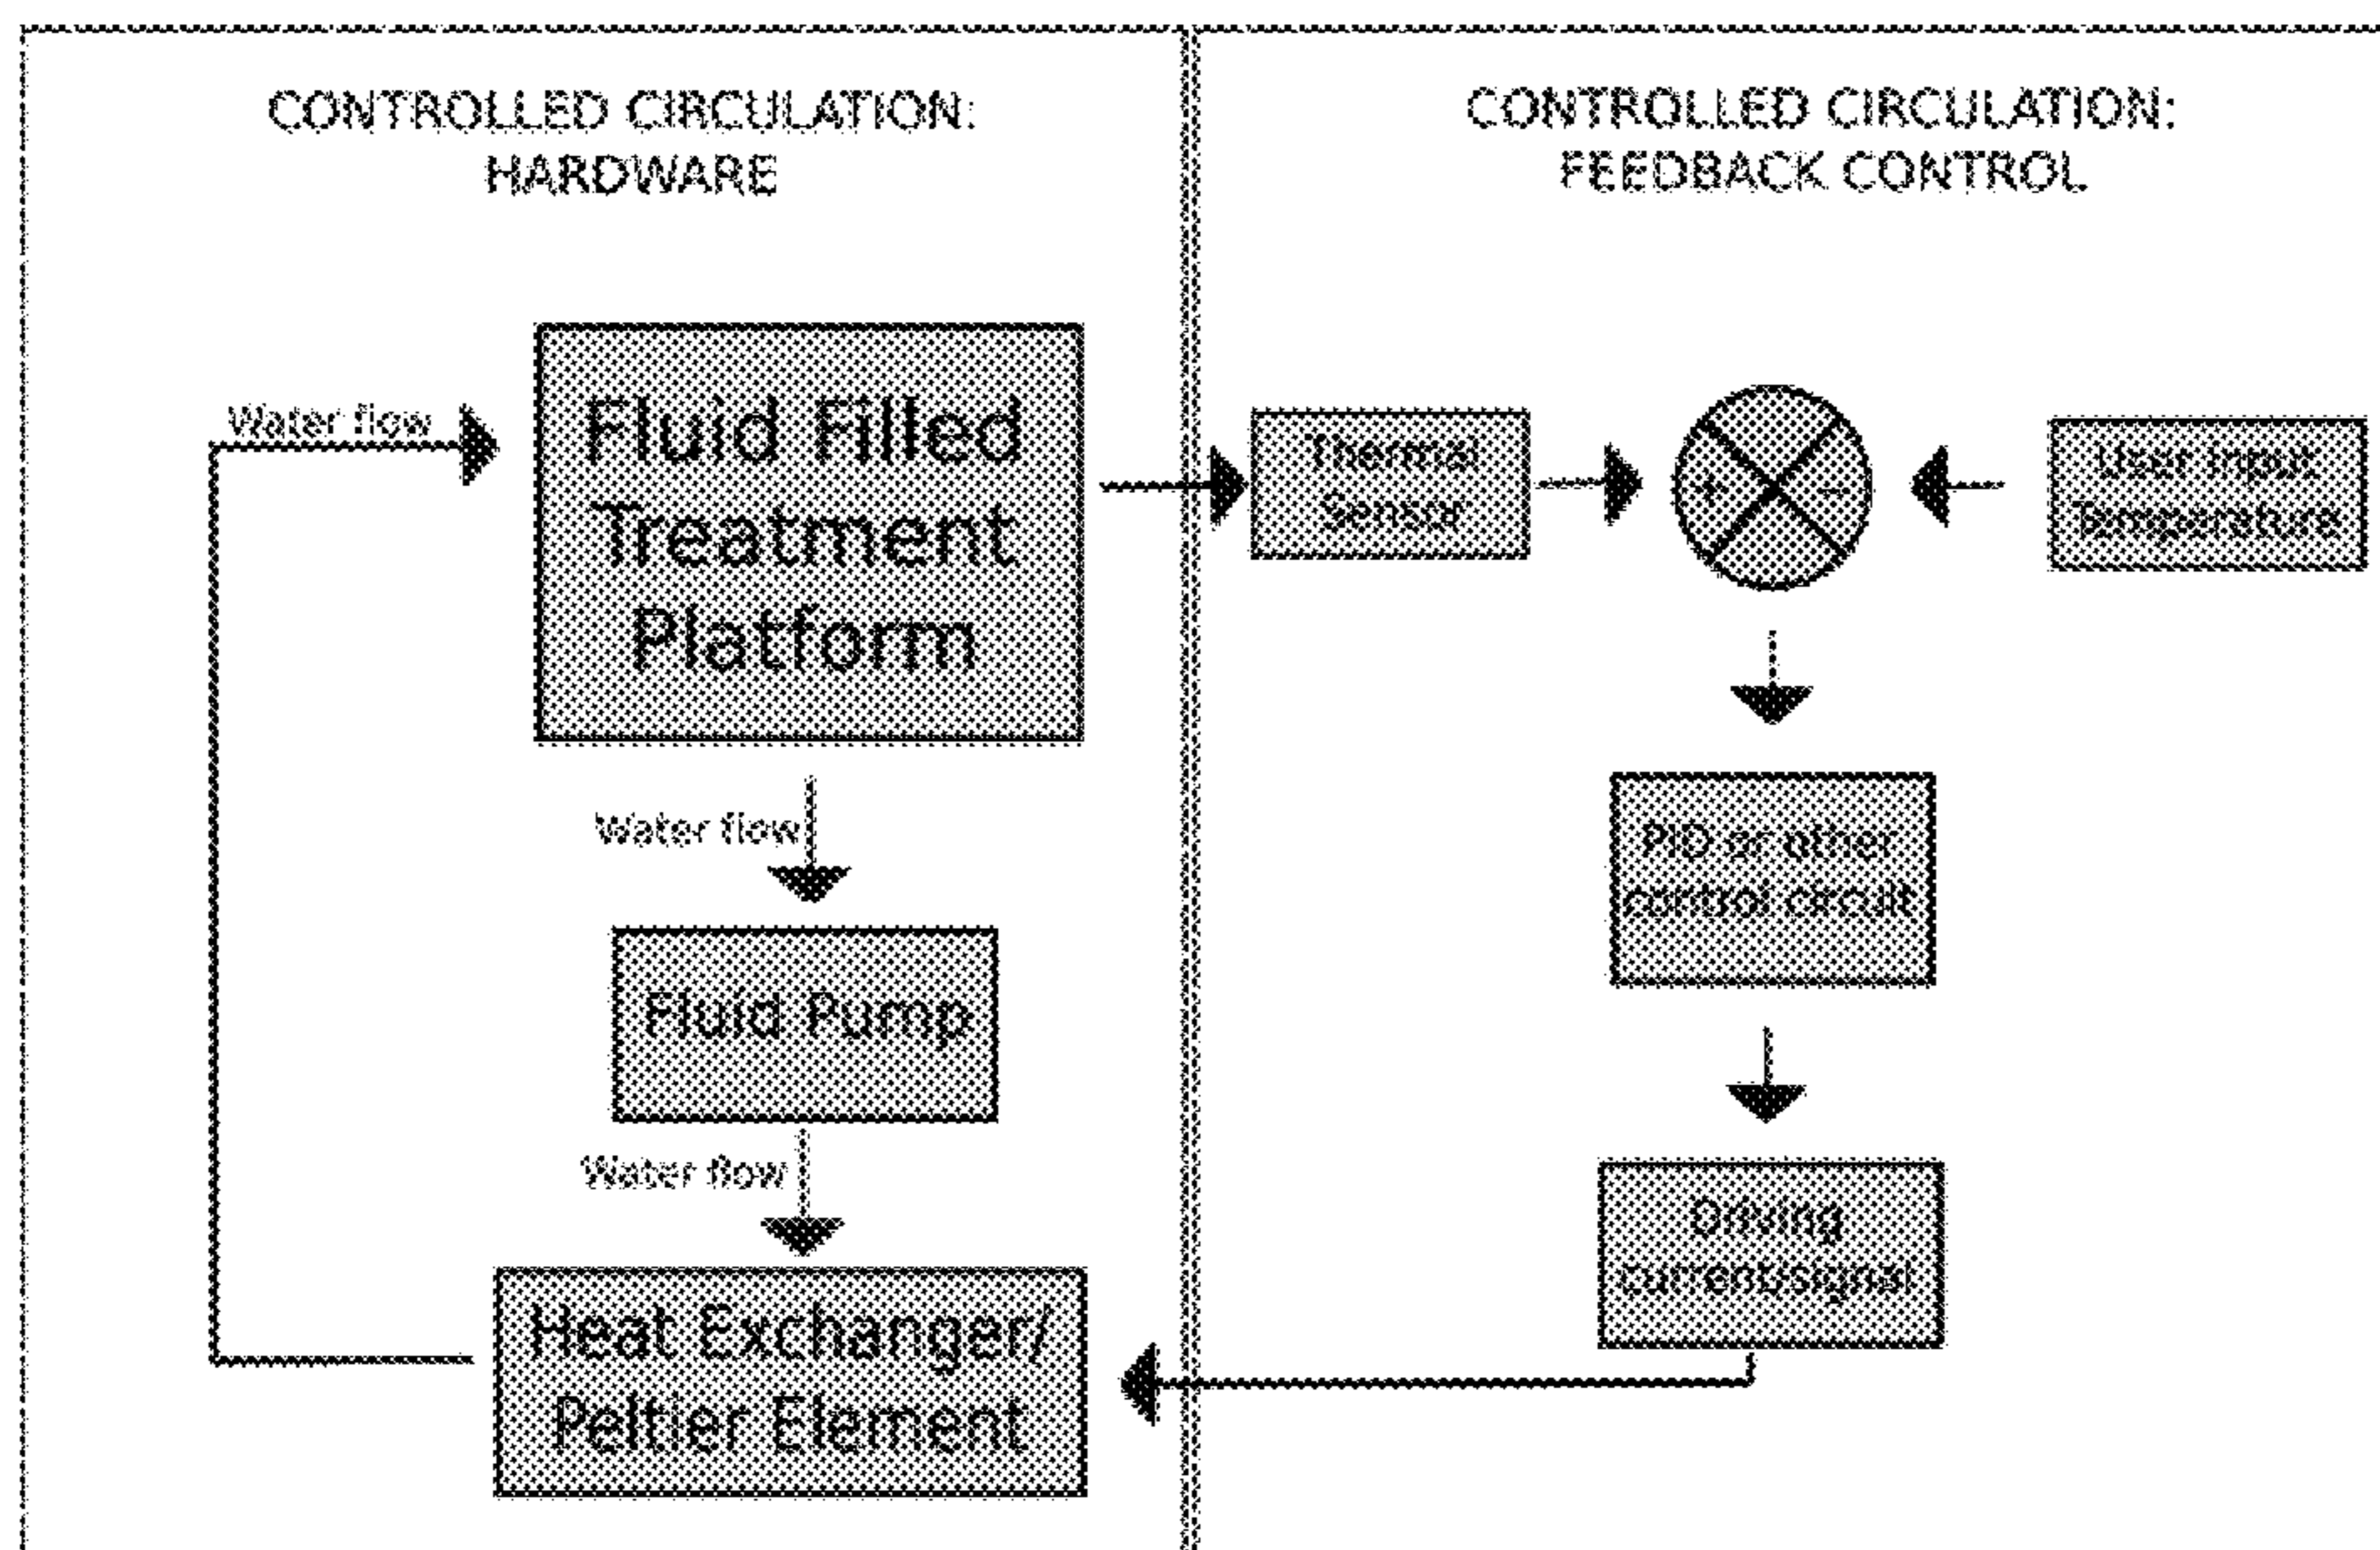 CONTROLLED CIRCULATION:
HARDWARE
Water flow
Fluid Filled
Treatment
Platform
Water flow
Fluid Pump
Water flow
Heat Exchanger/
Peltier Element
CONTROLLED CIRCULATION:
FEEDBACK CONTROL
Thermal
Sensor
+
−
User Input
Temperature
PID or other
control circuit
Driving
current/signal